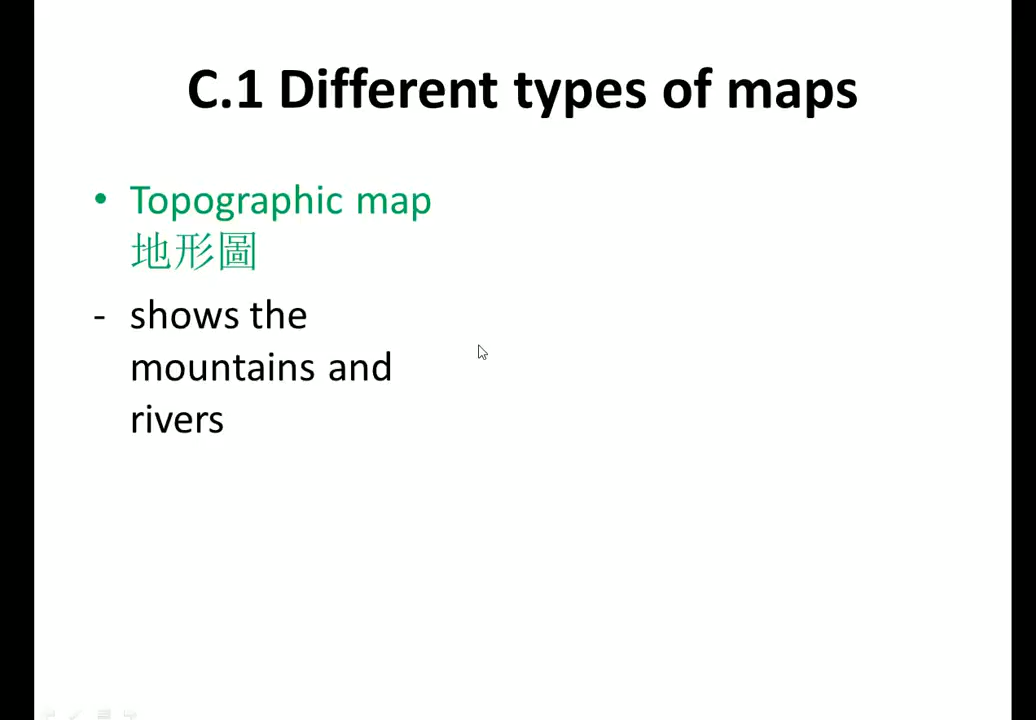 C.1 Different types of maps
• Topographic map
地形圖
- shows the
mountains and
rivers